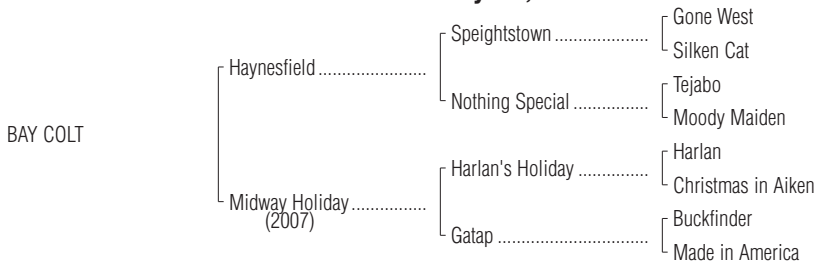 Gone West
Speightstown ....................
Silken Cat
Haynesfield .......................
Tejabo
Nothing Special ................
Moody Maiden
BAY COLT
Harlan
Harlan's Holiday ...............
Christmas in Aiken
Midway Holiday ................
(2007)
Buckfinder
Gatap ................................
Made in America